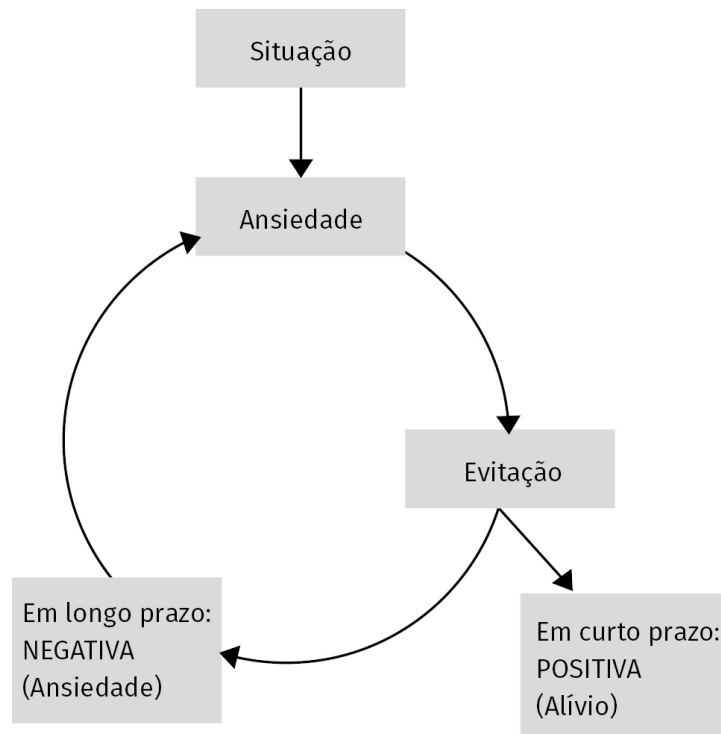 Situação
Ansiedade
Evitação
Em longo prazo:
NEGATIVA
(Ansiedade)
Em curto prazo:
POSITIVA
(Alívio)